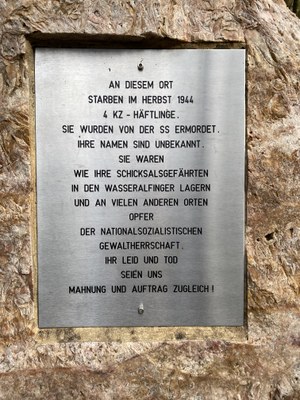 AN DIESEM ORT
STARBEN IM HERBST 1944
4 KZ - HÄFTLINGE.
SIE WURDEN VON DER SS ERMORDET.
IHRE NAMEN SIND UNBEKANNT.
SIE WAREN
WIE IHRE SCHICKSALSGEFÄHRTEN
IN DEN WASSERALFINGER LAGERN
UND AN VIELEN ANDEREN ORTEN
OPFER
DER NATIONALSOZIALISTISCHEN
GEWALTHERRSCHAFT.
IHR LEID UND TOD
SEIEN UNS
MAHNUNG UND AUFTRAG ZUGLEICH!